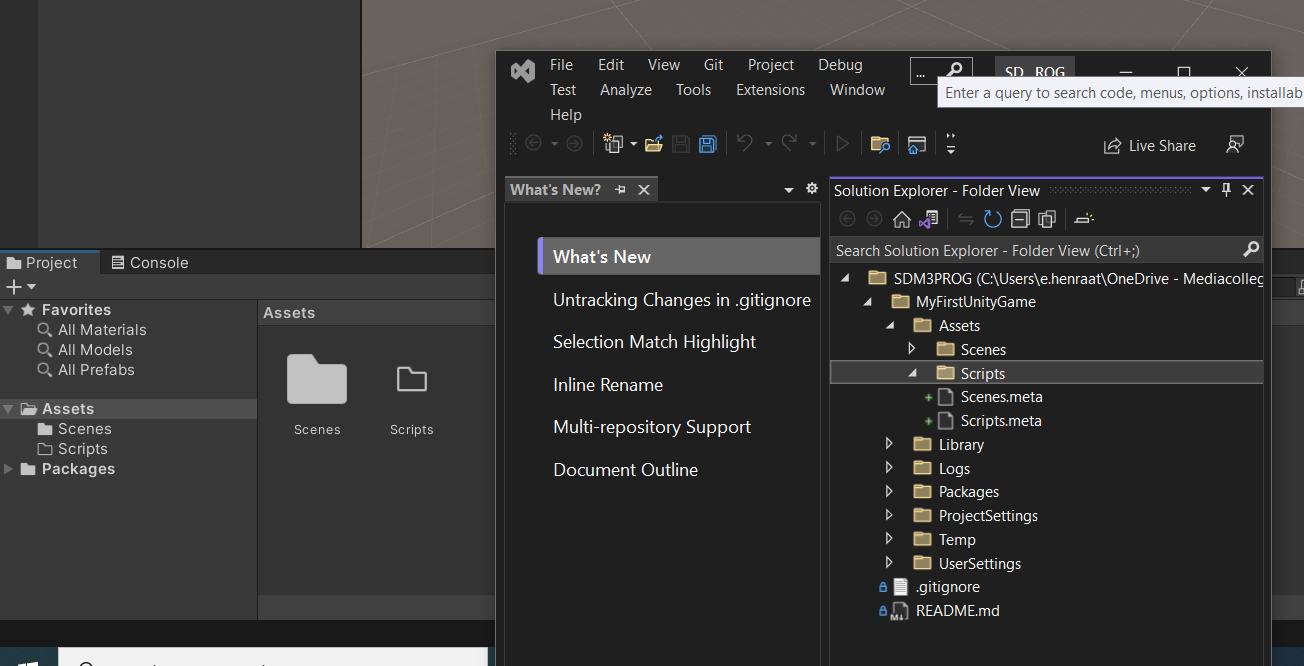 File Edit View Git Project Debug
... SD_ROG
Test Analyze Tools Extensions Window
Enter a query to search code, menus, options, installab
Help
Live Share
What's New?
Solution Explorer - Folder View
Search Solution Explorer - Folder View (Ctrl+;)
What's New
Untracking Changes in .gitignore
Selection Match Highlight
Inline Rename
Multi-repository Support
Document Outline
SDM3PROG (C:\Users\e.henraat\OneDrive - Mediacolleg
MyFirstUnityGame
Assets
Scenes
Scripts
Scenes.meta
Scripts.meta
Library
Logs
Packages
ProjectSettings
Temp
UserSettings
.gitignore
README.md
Project Console
Favorites
All Materials
All Models
All Prefabs
Assets
Scenes
Scripts
Packages
Assets
Scenes Scripts